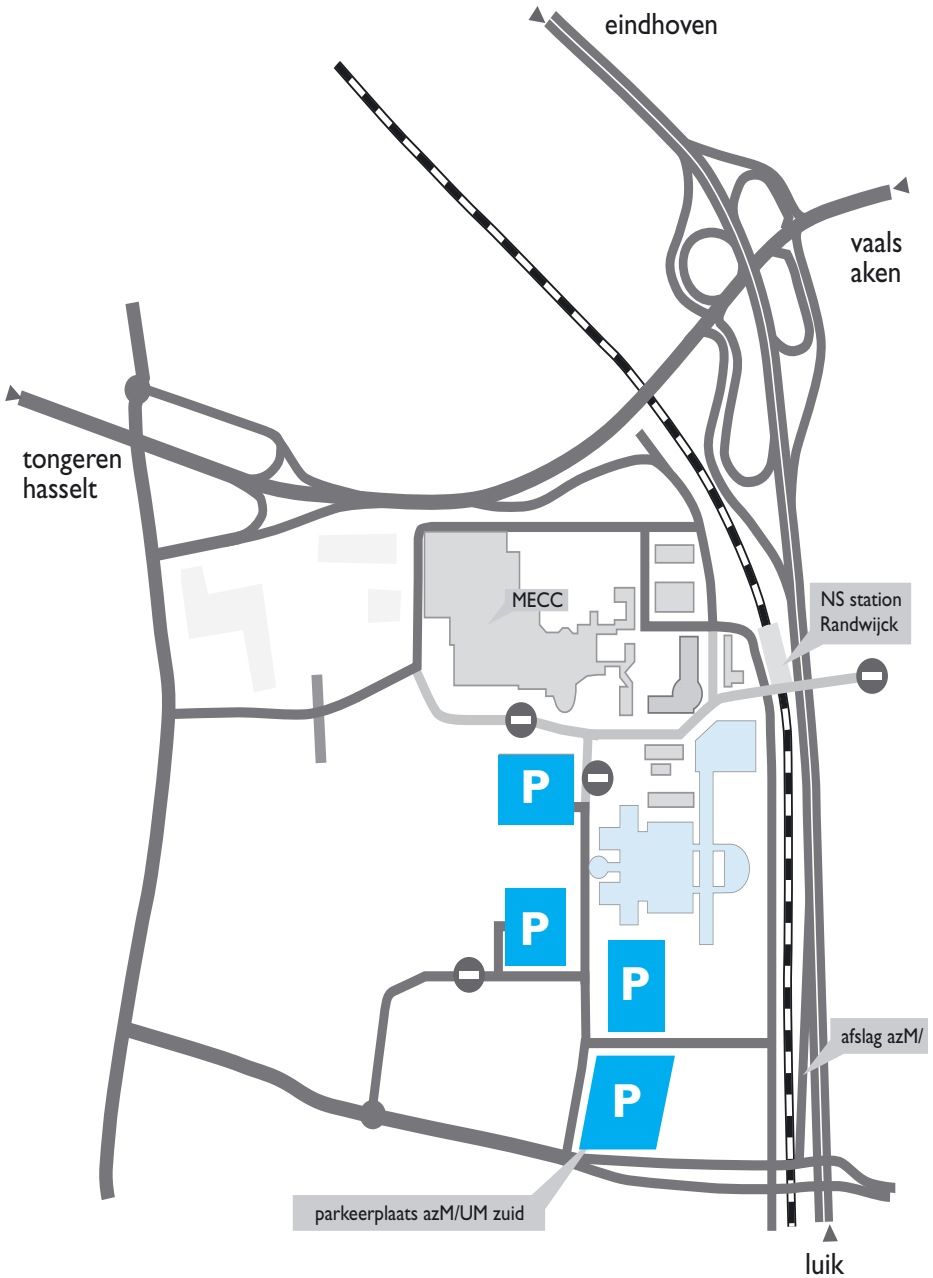 eindhoven
vaals
aken
tongeren
hasselt
MECC
NS station
Randwijck
P
P
P
afslag azM/
P
parkeerplaats azM/UM zuid
luik